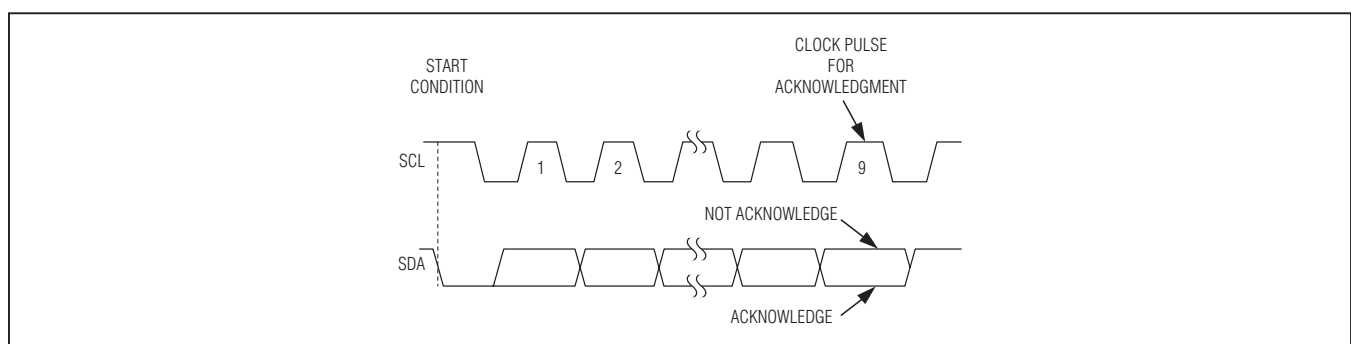 START
CONDITION
CLOCK PULSE
FOR
ACKNOWLEDGMENT
SCL
1
2
9
NOT ACKNOWLEDGE
SDA
ACKNOWLEDGE